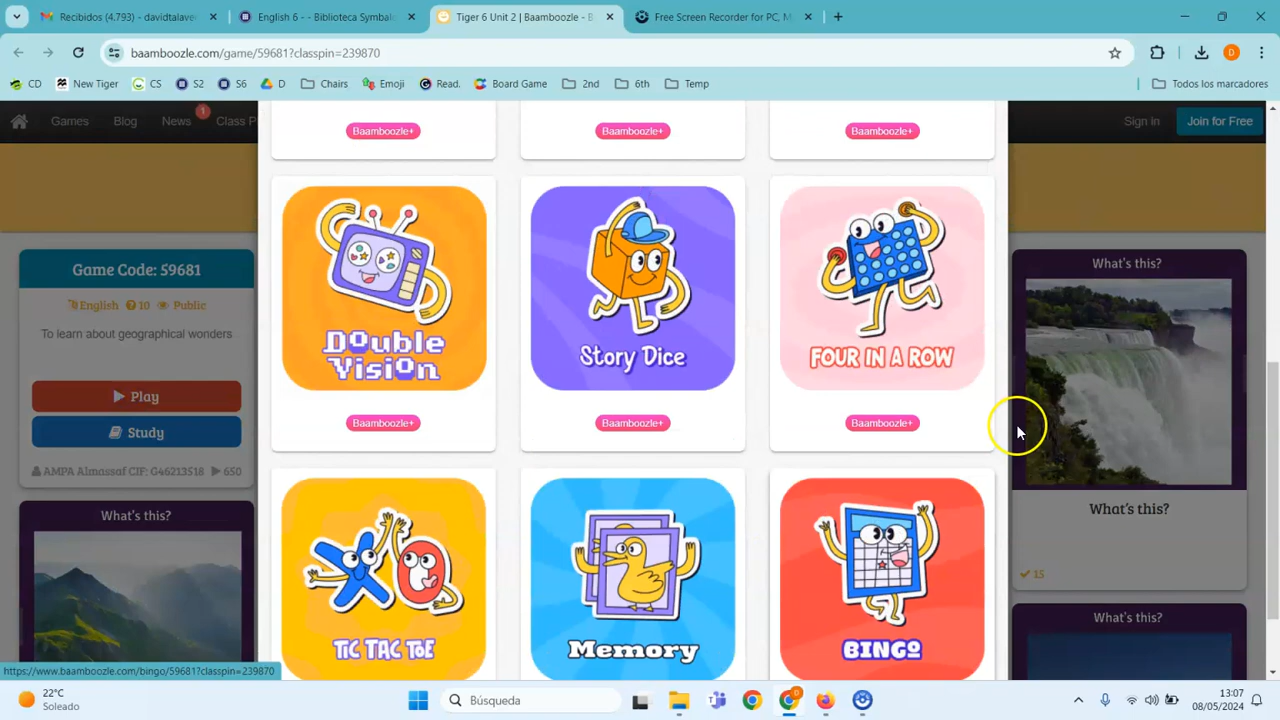 Recibidos (4.793) - davidtalave
English 6 - - Biblioteca Symbal
Tiger 6 Unit 2 | Baamboozle - B
Free Screen Recorder for PC, M
baamboozle.com/game/59681?classpin=239870
CD
New Tiger
CS
S2
S6
D
Chairs
Emoji
Read.
Board Game
2nd
6th
Temp
Todos los marcadores
Games
Blog
News
1
Class P
Sign In
Join for Free
Baamboozle+
Baamboozle+
Baamboozle+
Game Code: 59681
English 10 Public
To learn about geographical wonders
Play
Study
AMPA Almassaf CIF: G46213518 650
What's this?
Double
Vision
Story Dice
FOUR IN A ROW
Baamboozle+
Baamboozle+
Baamboozle+
TIC TAC TOE
Memory
BINGO
What's this?
What's this?
15
What's this?
https://www.baamboozle.com/bingo/59681?classpin=239870
22°C
Soleado
Búsqueda
13:07
08/05/2024